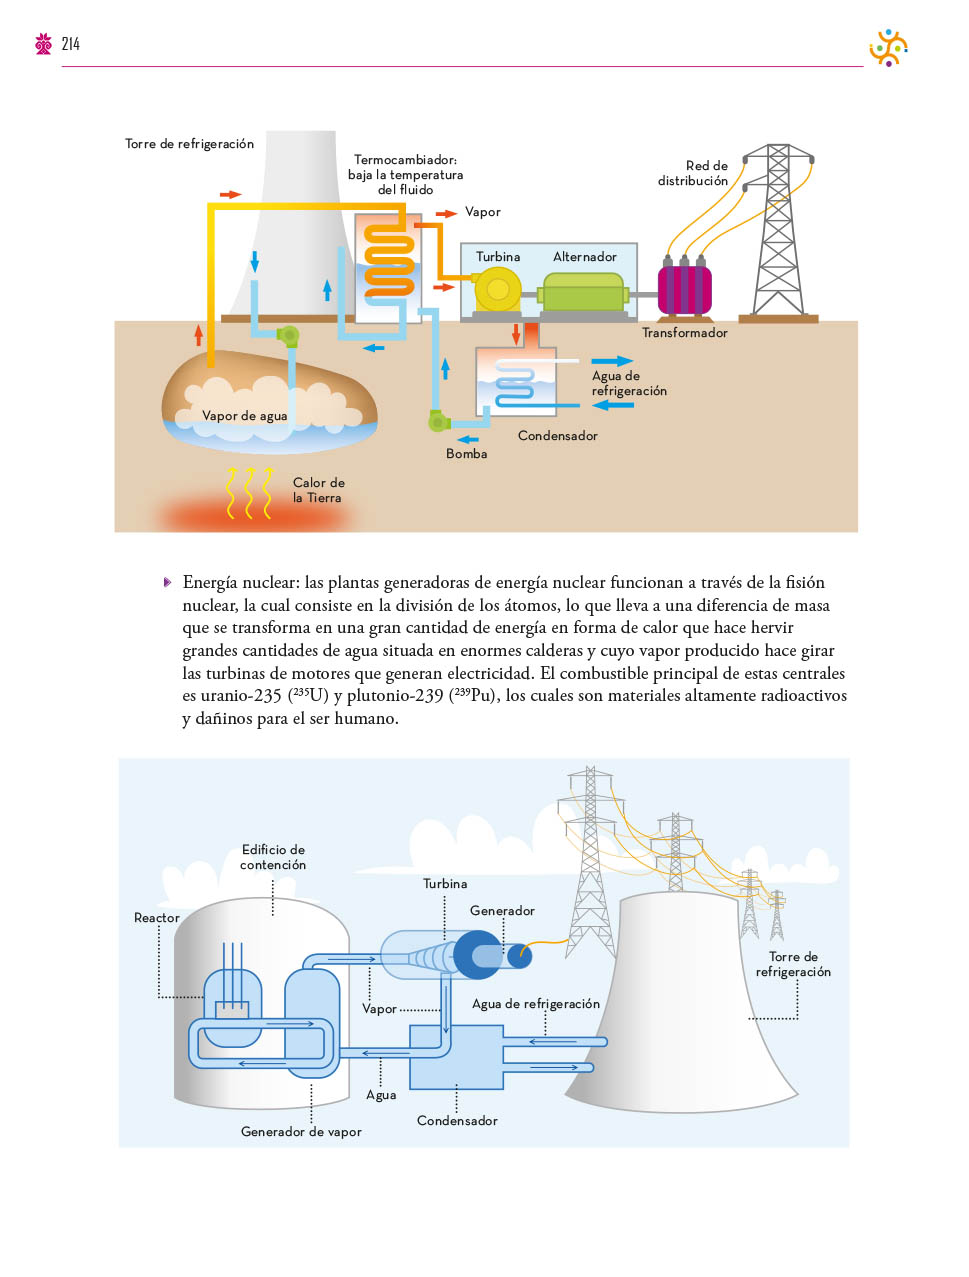 214
Torre de refrigeración
Termocambiador:
baja la temperatura
del fluido
Vapor
Red de
distribución
Turbina
Alternador
Transformador
Agua de
refrigeración
Vapor de agua
Condensador
Bomba
Calor de
la Tierra
Energía nuclear: las plantas generadoras de energía nuclear funcionan a través de la fisión
nuclear, la cual consiste en la división de los átomos, lo que lleva a una diferencia de masa
que se transforma en una gran cantidad de energía en forma de calor que hace hervir
grandes cantidades de agua situada en enormes calderas y cuyo vapor producido hace girar
las turbinas de motores que generan electricidad. El combustible principal de estas centrales
es uranio-235 (²³⁵U) y plutonio-239 (²³⁹Pu), los cuales son materiales altamente radioactivos
y dañinos para el ser humano.
Edificio de
contención
Turbina
Reactor
Generador
Torre de
refrigeración
Vapor
Agua de refrigeración
Agua
Condensador
Generador de vapor